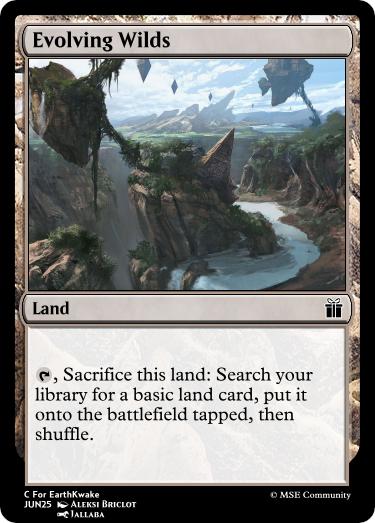 Evolving Wilds
Land
, Sacrifice this land: Search your
library for a basic land card, put it
onto the battlefield tapped, then
shuffle.
C For EarthKwake
JUN25 Aleksi Briclot
Jallaba
© MSE Community